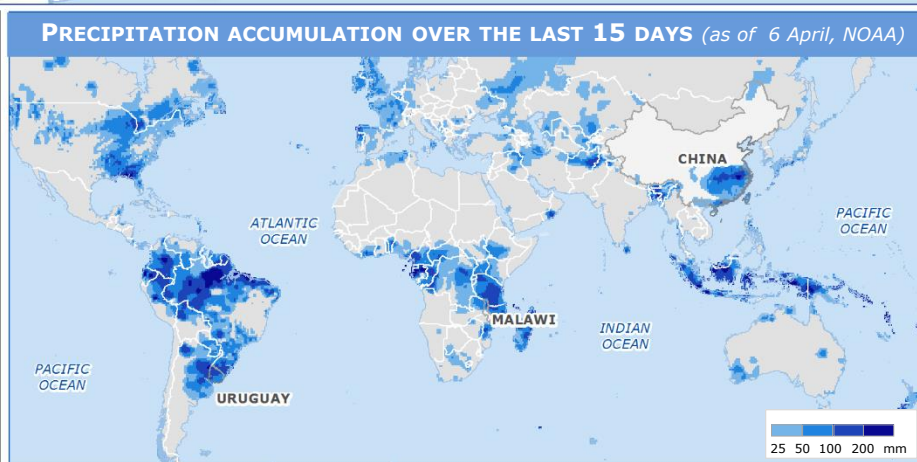 PRECIPITATION ACCUMULATION OVER THE LAST 15 DAYS (as of 6 April, NOAA)
CHINA
ATLANTIC
OCEAN
PACIFIC
OCEAN
MALAWI
INDIAN
OCEAN
PACIFIC
OCEAN
URUGUAY
25 50 100 200 mm